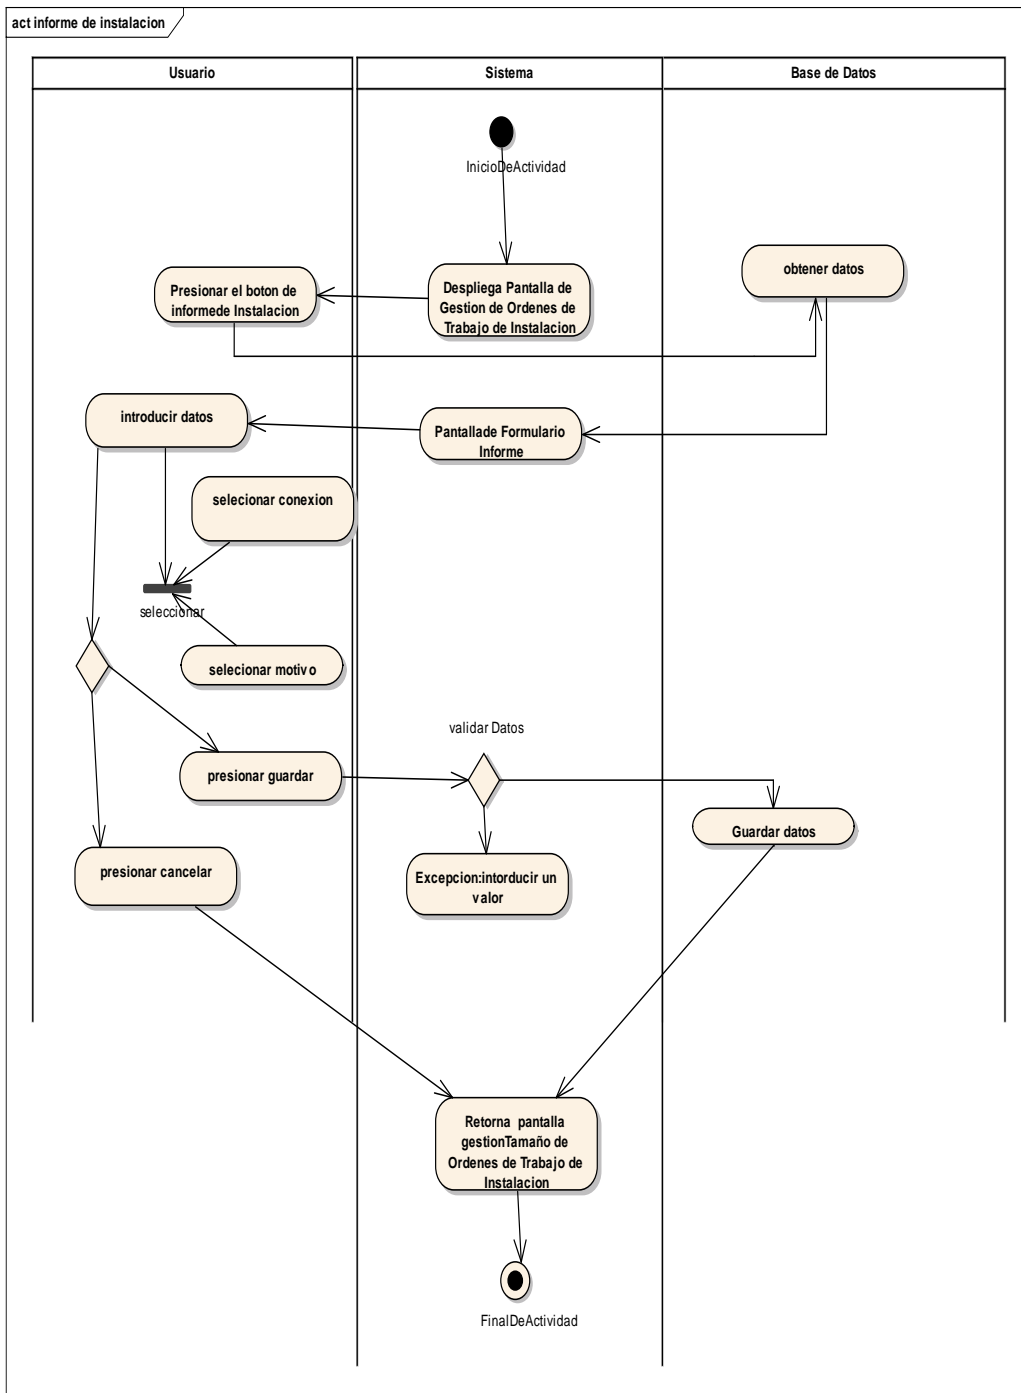 act informe de instalacion
Usuario
Sistema
Base de Datos
InicioDeActividad
Presionar el boton de
informede Instalacion
Despliega Pantalla de
Gestion de Ordenes de
Trabajo de Instalacion
obtener datos
introducir datos
Pantallade Formulario
Informe
selecionar conexion
seleccionar
selecionar motivo
validar Datos
presionar guardar
Guardar datos
presionar cancelar
Excepcion:intorducir un
valor
Retorna  pantalla
gestionTamaño de
Ordenes de Trabajo de
Instalacion
FinalDeActividad